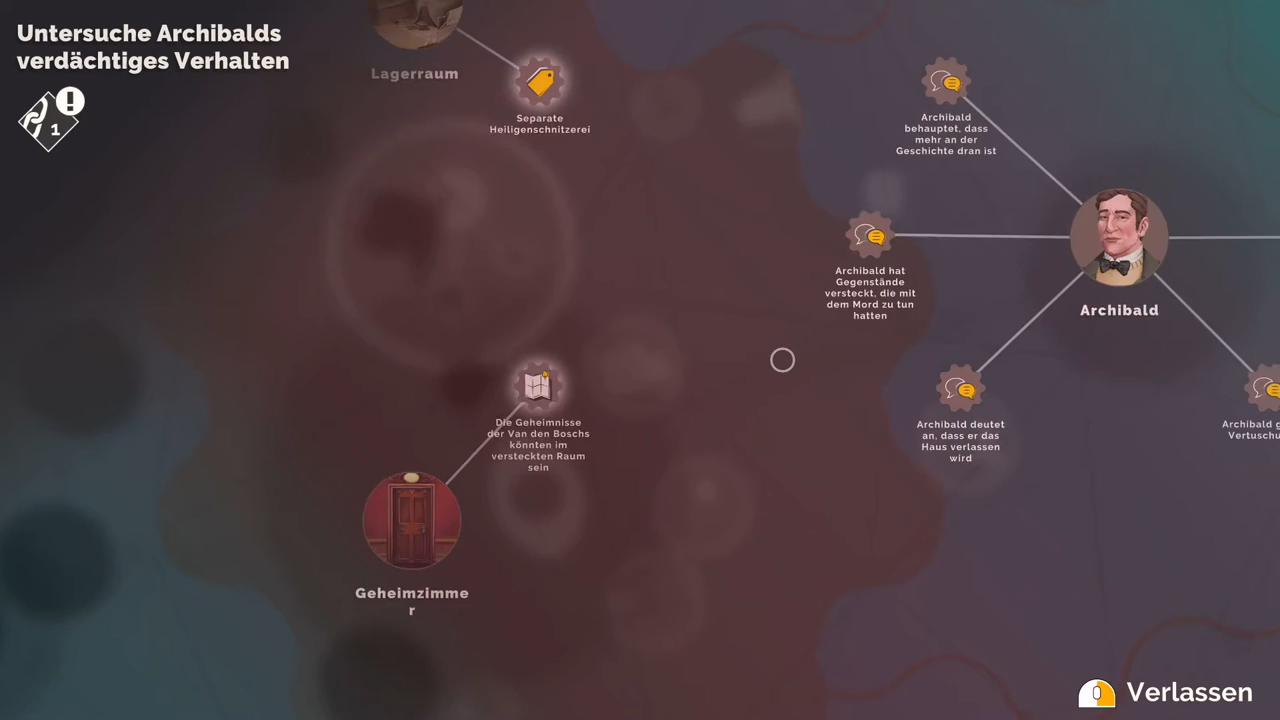 Untersuche Archibalds
verdächtiges Verhalten
1
Lagerraum
Separate
Heiligenschnitzerei
Archibald
behauptet, dass
mehr an der
Geschichte dran ist
Archibald hat
Gegenstände
versteckt, die mit
dem Mord zu tun
hatten
Archibald
Archibald deutet
an, dass er das
Haus verlassen
wird
Archibald g
Vertuschu
Die Geheimnisse
der Van den Boschs
könnten im
versteckten Raum
sein
Geheimzimme
r
Verlassen